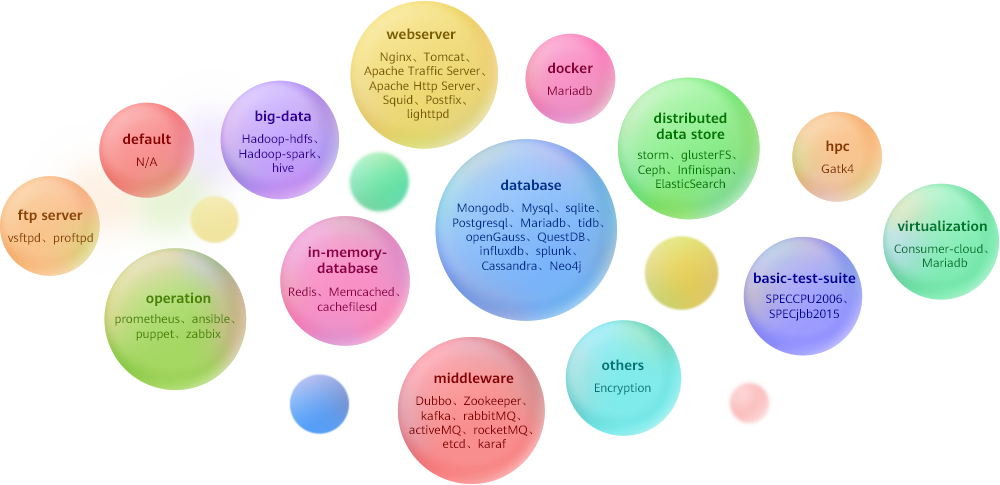 webserver
Nginx、Tomcat、
Apache Traffic Server、
Apache Http Server、
Squid、Postfix、
lighttpd
docker
Mariadb
big-data
Hadoop-hdfs、
Hadoop-spark、
hive
default
N/A
distributed
data store
storm、glusterFS、
Ceph、Infinispan、
ElasticSearch
hpc
Gatk4
database
Mongodb、Mysql、sqlite、
Postgresql、Mariadb、tidb、
openGauss、QuestDB、
influxdb、splunk、
Cassandra、Neo4j
ftp server
vsftpd、proftpd
virtualization
Consumer-cloud、
Mariadb
in-memory-
database
Redis、Memcached、
cachefilesd
basic-test-suite
SPECCPU2006、
SPECjbb2015
operation
prometheus、ansible、
puppet、zabbix
middleware
Dubbo、Zookeeper、
kafka、rabbitMQ、
activeMQ、rocketMQ、
etcd、karaf
others
Encryption